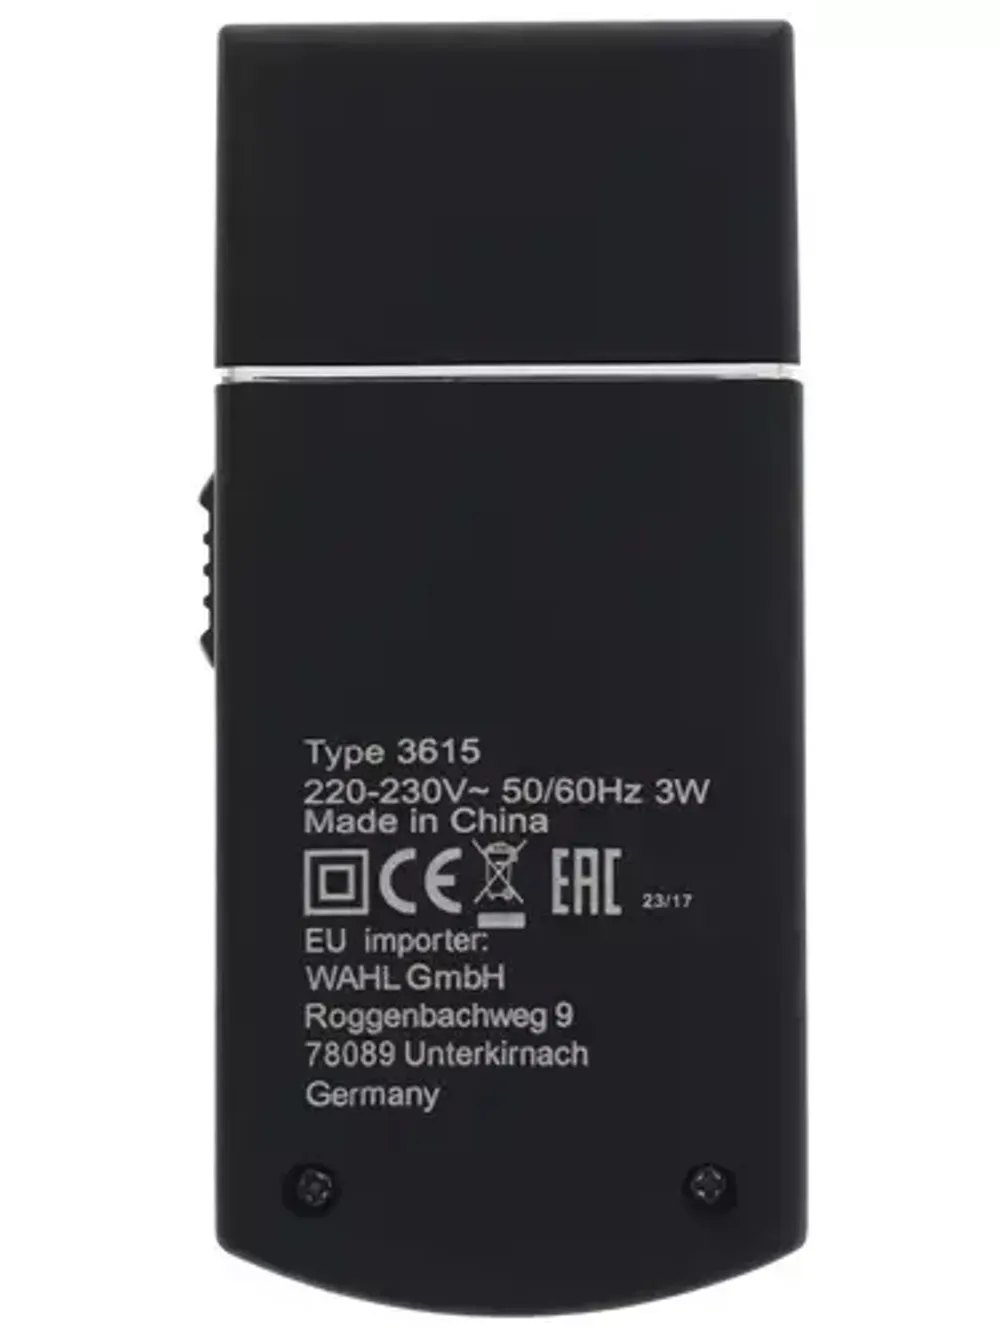 Type 3615
220-230V~ 50/60Hz 3W
Made in China
CE EAC 23/17
EU importer:
WAHL GmbH
Roggenbachweg 9
78089 Unterkirnach
Germany